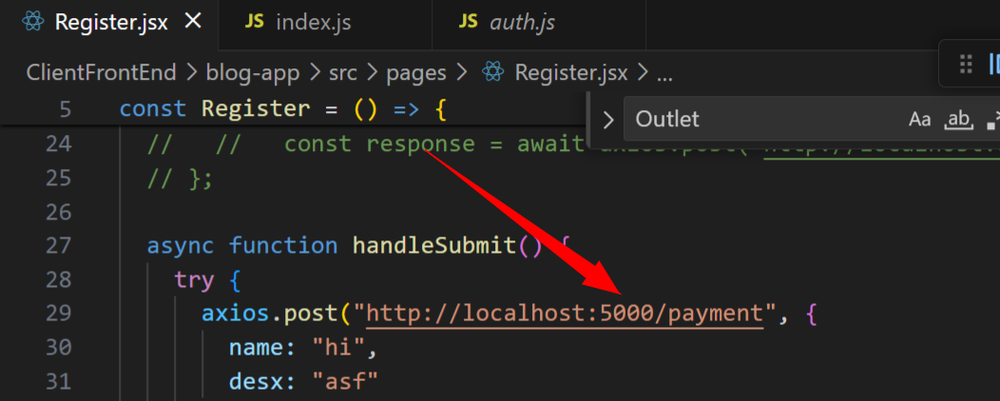 Register.jsx
JS index.js
JS auth.js
ClientFrontEnd > blog-app > src > pages > Register.jsx > ...
5 const Register = () => {
Outlet Aa ab
24 // // const response = await axios.post("http://localhost:
25 // };
26
27 async function handleSubmit() {
28 try {
29 axios.post("http://localhost:5000/payment", {
30 name: "hi",
31 desx: "asf"